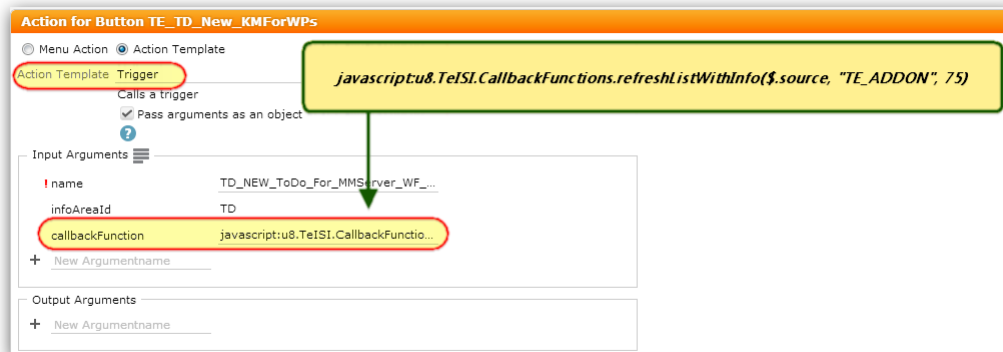 Action for Button TE_TD_New_KMForWPs
Menu Action Action Template
Action Template Trigger
javascript:u8.TeISI.CallbackFunctions.refreshListWithInfo($.source, "TE_ADDON", 75)
Calls a trigger
Pass arguments as an object
?
Input Arguments
! name TD_NEW_ToDo_For_MMServer_WF_...
infoAreaId TD
callbackFunction javascript:u8.TeISI.CallbackFunctio...
+ New Argumentname
Output Arguments
+ New Argumentname